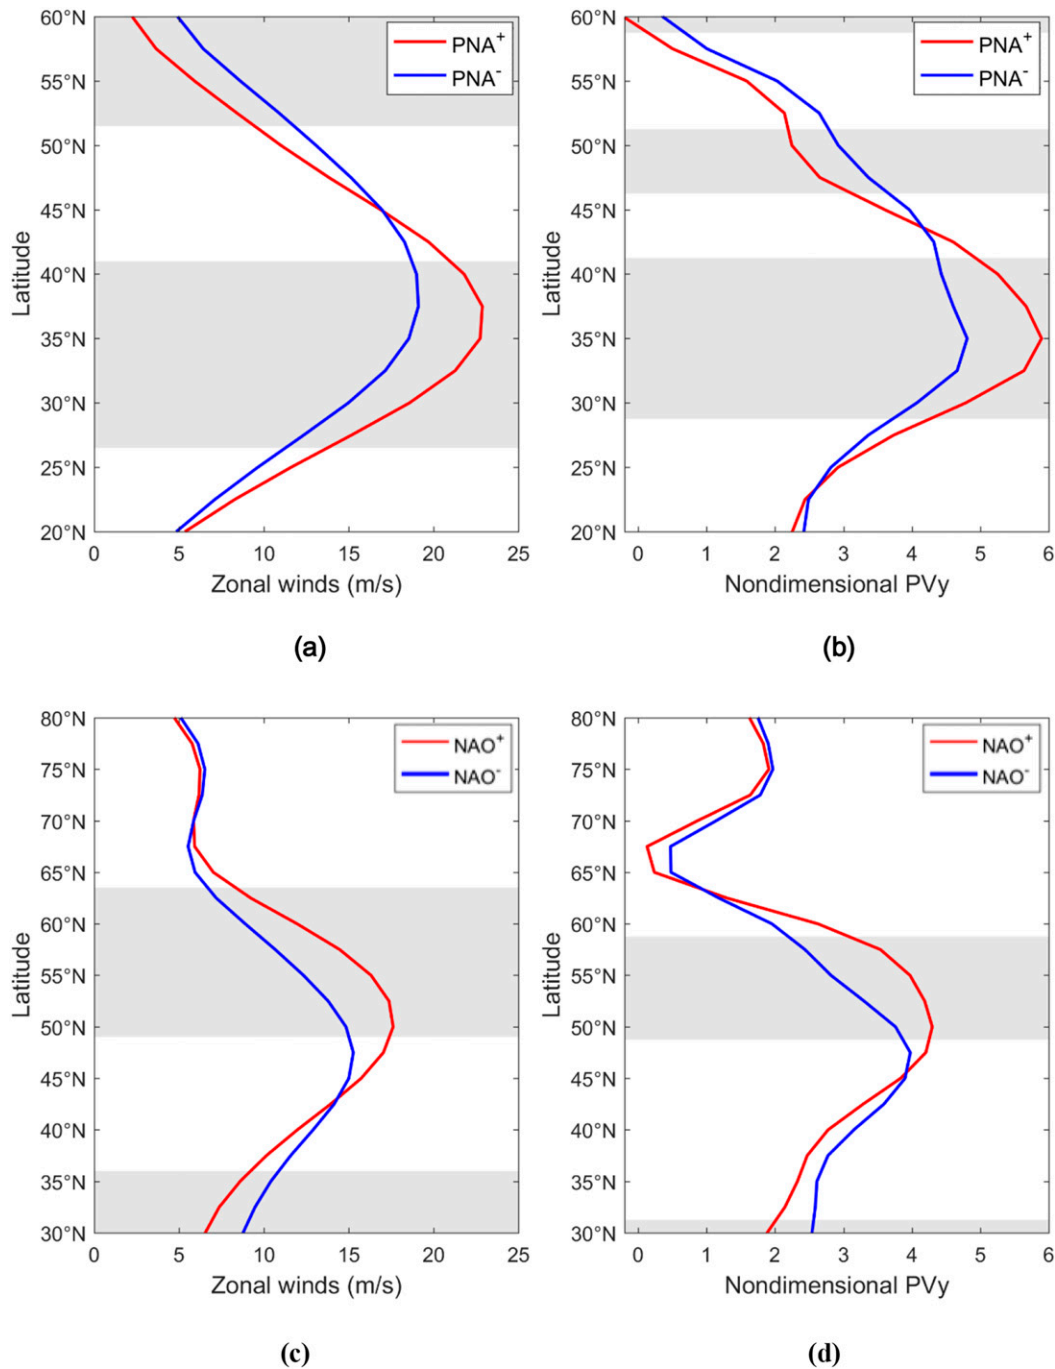 60°N
55°N
50°N
45°N
40°N
35°N
30°N
25°N
20°N
Latitude
0 5 10 15 20 25
Zonal winds (m/s)
PNA+
PNA-
(a)
60°N
55°N
50°N
45°N
40°N
35°N
30°N
25°N
20°N
Latitude
0 1 2 3 4 5 6
Nondimensional PVy
PNA+
PNA-
(b)
80°N
75°N
70°N
65°N
60°N
55°N
50°N
45°N
40°N
35°N
30°N
Latitude
0 5 10 15 20 25
Zonal winds (m/s)
NAO+
NAO-
(c)
80°N
75°N
70°N
65°N
60°N
55°N
50°N
45°N
40°N
35°N
30°N
Latitude
0 1 2 3 4 5 6
Nondimensional PVy
NAO+
NAO-
(d)